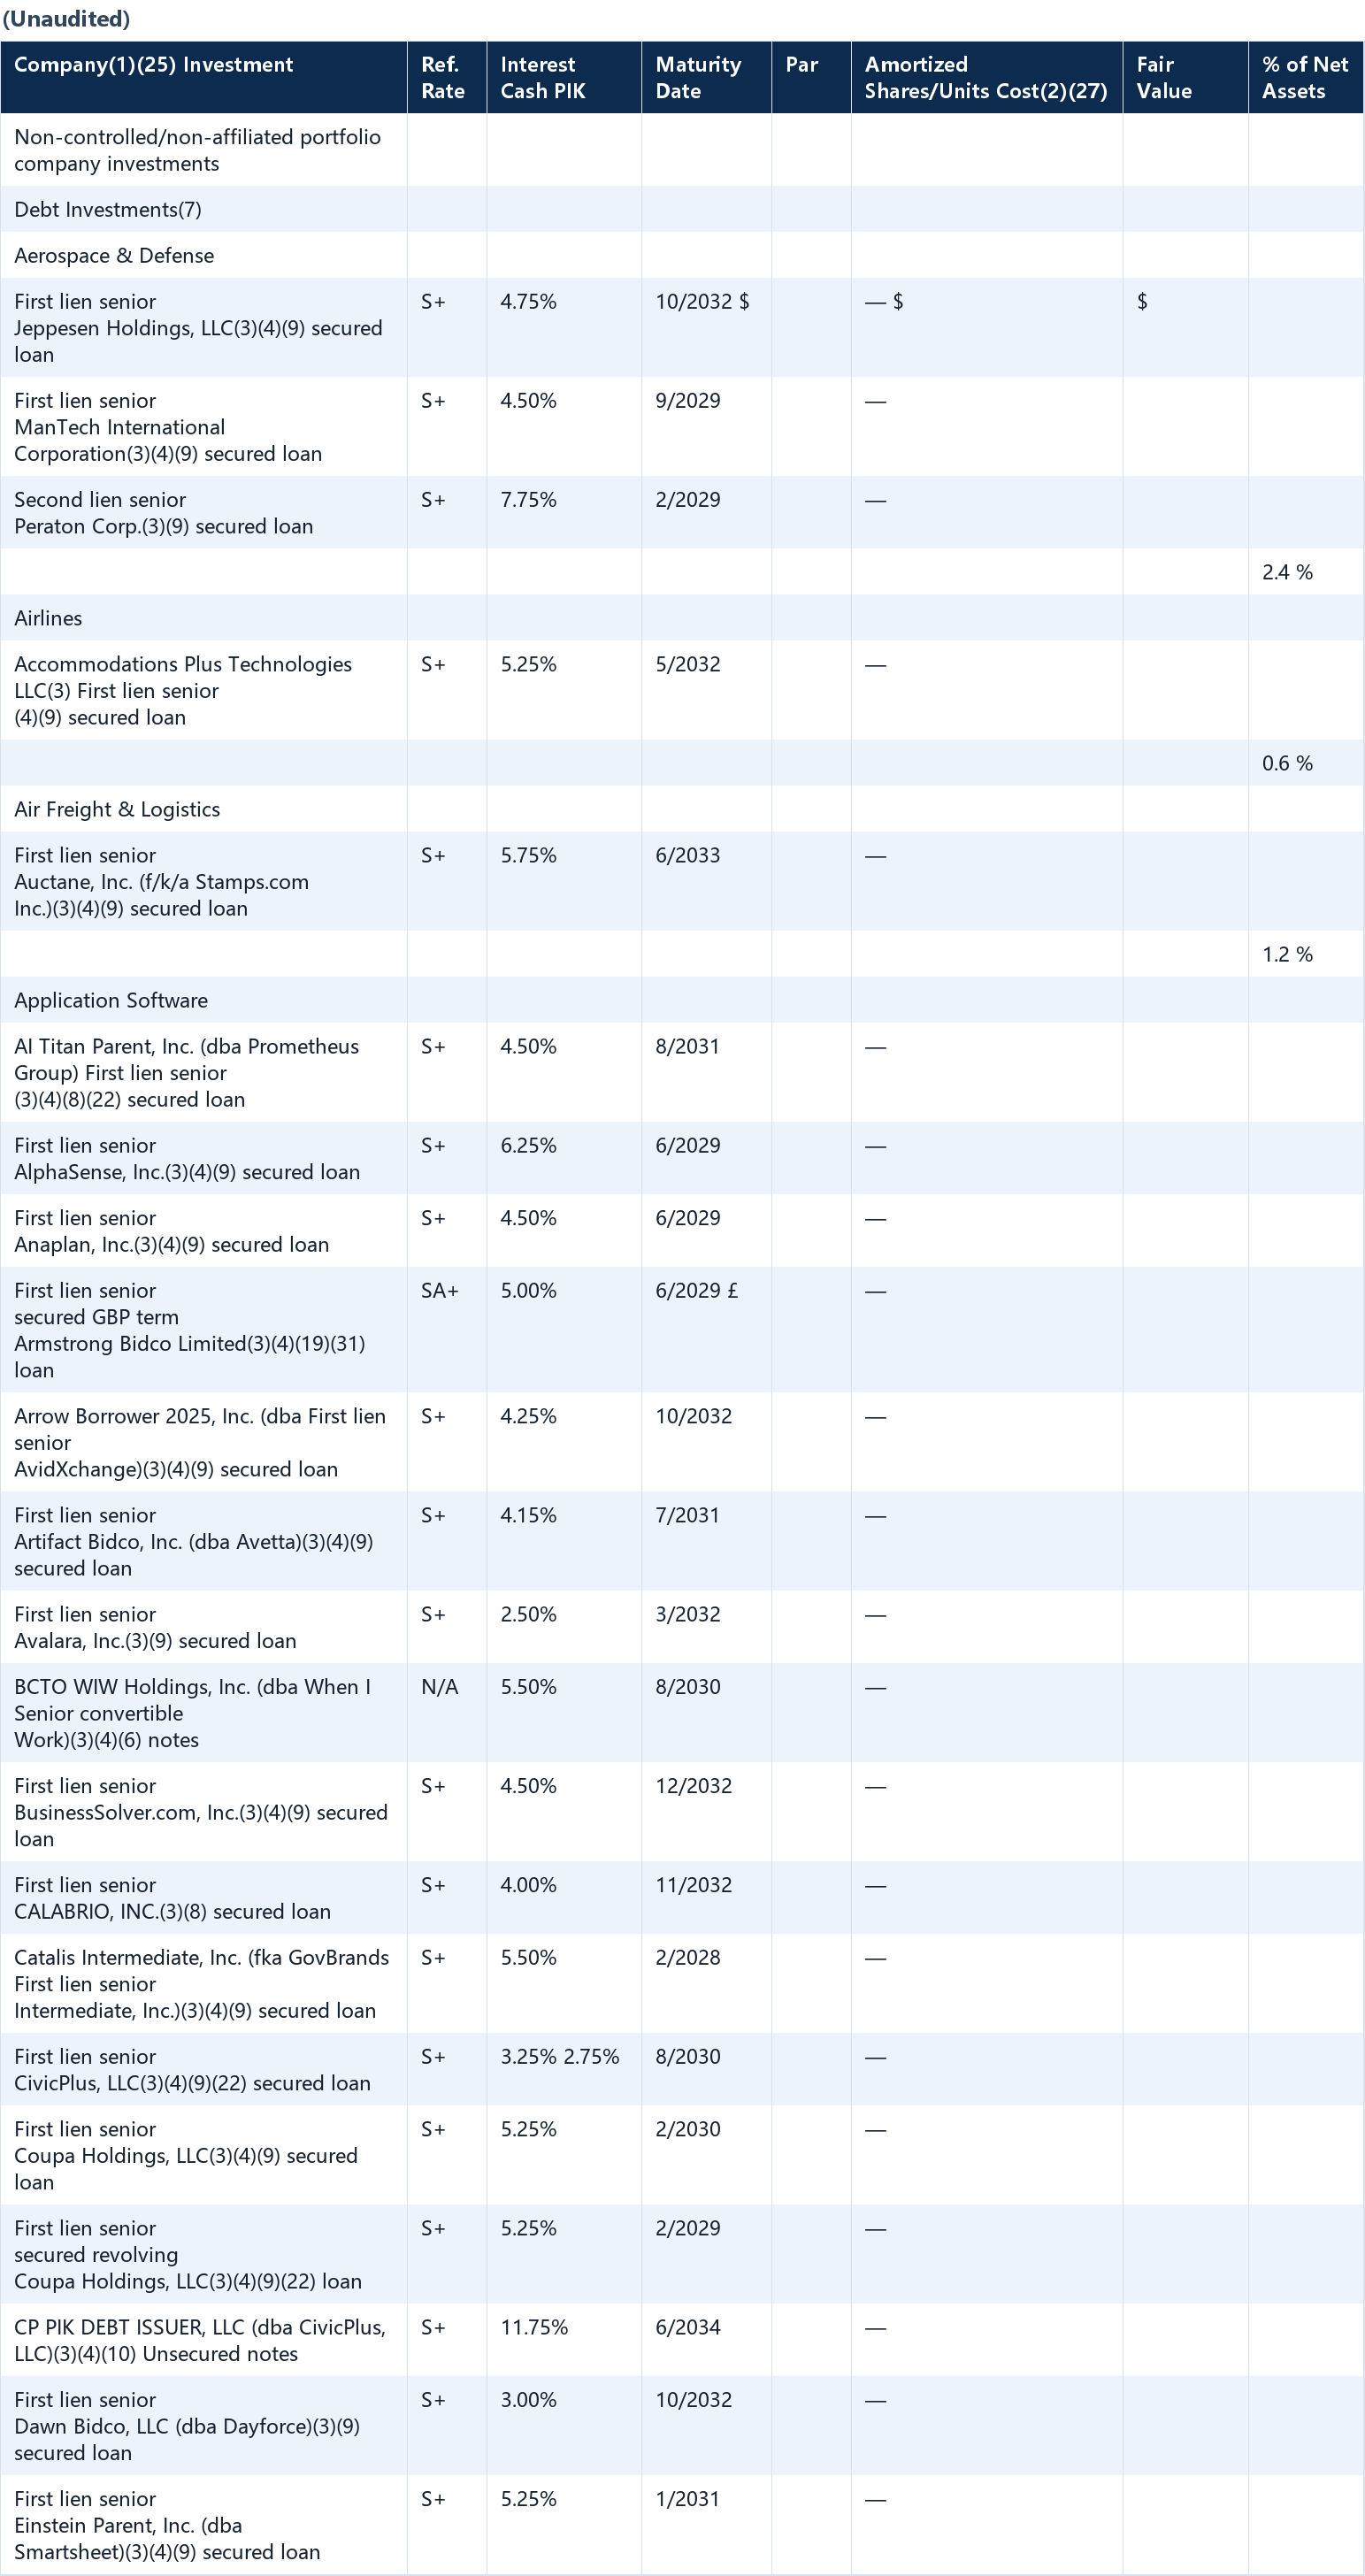 (Unaudited)
Company(1)(25) Investment Ref. Interest Maturity Par Amortized Fair % of Net
Rate Cash PIK Date Shares/Units Cost(2)(27) Value Assets
Non-controlled/non-affiliated portfolio
company investments
Debt Investments(7)
Aerospace & Defense
First lien senior S+ 4.75% 10/2032 $ — $ $
Jeppesen Holdings, LLC(3)(4)(9) secured
loan
First lien senior S+ 4.50% 9/2029 —
ManTech International
Corporation(3)(4)(9) secured loan
Second lien senior S+ 7.75% 2/2029 —
Peraton Corp.(3)(9) secured loan
2.4 %
Airlines
Accommodations Plus Technologies S+ 5.25% 5/2032 —
LLC(3) First lien senior
(4)(9) secured loan
0.6 %
Air Freight & Logistics
First lien senior S+ 5.75% 6/2033 —
Auctane, Inc. (f/k/a Stamps.com
Inc.)(3)(4)(9) secured loan
1.2 %
Application Software
AI Titan Parent, Inc. (dba Prometheus S+ 4.50% 8/2031 —
Group) First lien senior
(3)(4)(8)(22) secured loan
First lien senior S+ 6.25% 6/2029 —
AlphaSense, Inc.(3)(4)(9) secured loan
First lien senior S+ 4.50% 6/2029 —
Anaplan, Inc.(3)(4)(9) secured loan
First lien senior SA+ 5.00% 6/2029 £ —
secured GBP term
Armstrong Bidco Limited(3)(4)(19)(31)
loan
Arrow Borrower 2025, Inc. (dba First lien S+ 4.25% 10/2032 —
senior
AvidXchange)(3)(4)(9) secured loan
First lien senior S+ 4.15% 7/2031 —
Artifact Bidco, Inc. (dba Avetta)(3)(4)(9)
secured loan
First lien senior S+ 2.50% 3/2032 —
Avalara, Inc.(3)(9) secured loan
BCTO WIW Holdings, Inc. (dba When I N/A 5.50% 8/2030 —
Senior convertible
Work)(3)(4)(6) notes
First lien senior S+ 4.50% 12/2032 —
BusinessSolver.com, Inc.(3)(4)(9) secured
loan
First lien senior S+ 4.00% 11/2032 —
CALABRIO, INC.(3)(8) secured loan
Catalis Intermediate, Inc. (fka GovBrands S+ 5.50% 2/2028 —
First lien senior
Intermediate, Inc.)(3)(4)(9) secured loan
First lien senior S+ 3.25% 2.75% 8/2030 —
CivicPlus, LLC(3)(4)(9)(22) secured loan
First lien senior S+ 5.25% 2/2030 —
Coupa Holdings, LLC(3)(4)(9) secured
loan
First lien senior S+ 5.25% 2/2029 —
secured revolving
Coupa Holdings, LLC(3)(4)(9)(22) loan
CP PIK DEBT ISSUER, LLC (dba CivicPlus, S+ 11.75% 6/2034 —
LLC)(3)(4)(10) Unsecured notes
First lien senior S+ 3.00% 10/2032 —
Dawn Bidco, LLC (dba Dayforce)(3)(9)
secured loan
First lien senior S+ 5.25% 1/2031 —
Einstein Parent, Inc. (dba
Smartsheet)(3)(4)(9) secured loan